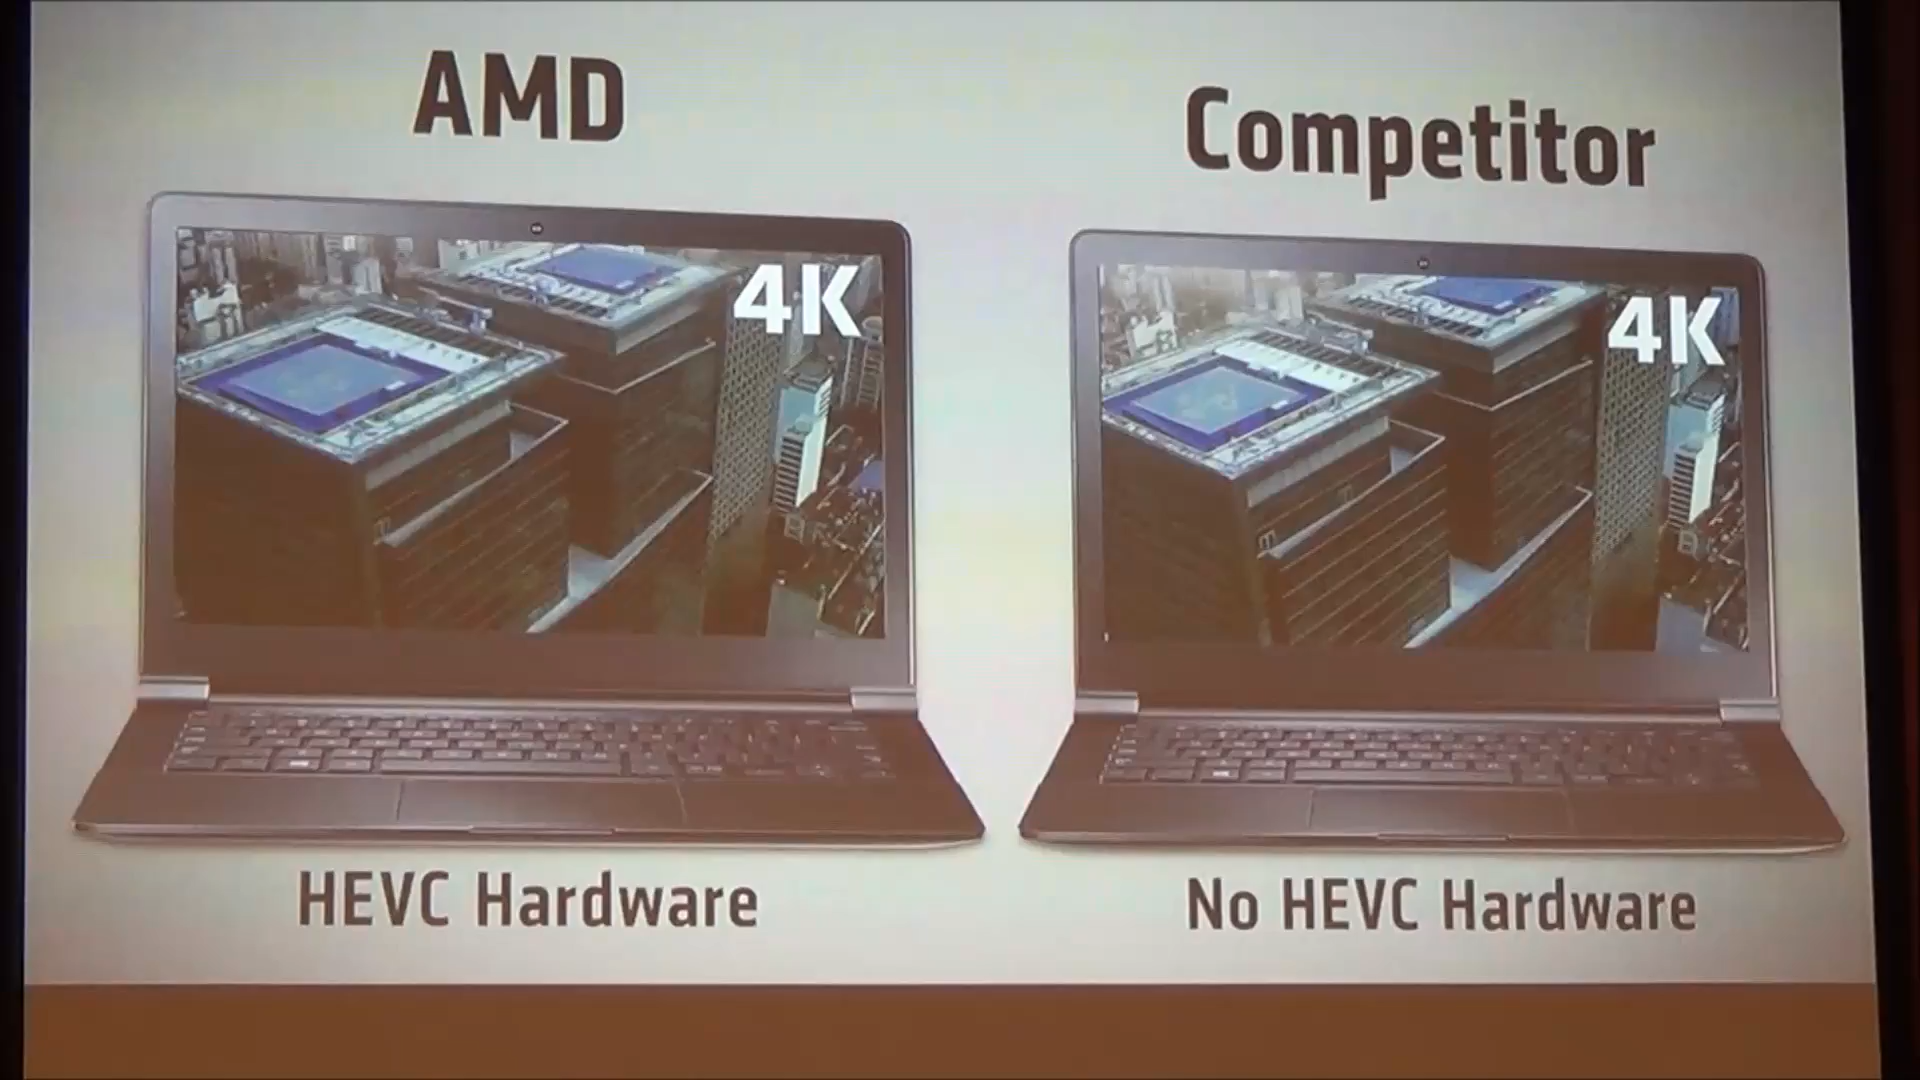 AMD
Competitor
4K
4K
HEVC Hardware
No HEVC Hardware